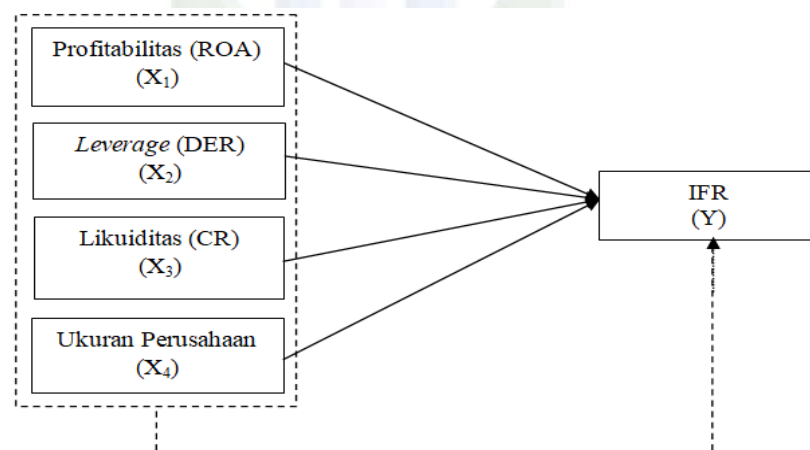 Profitabilitas (ROA)
(X₁)
Leverage (DER)
(X₂)
Likuiditas (CR)
(X₃)
Ukuran Perusahaan
(X₄)
IFR
(Y)